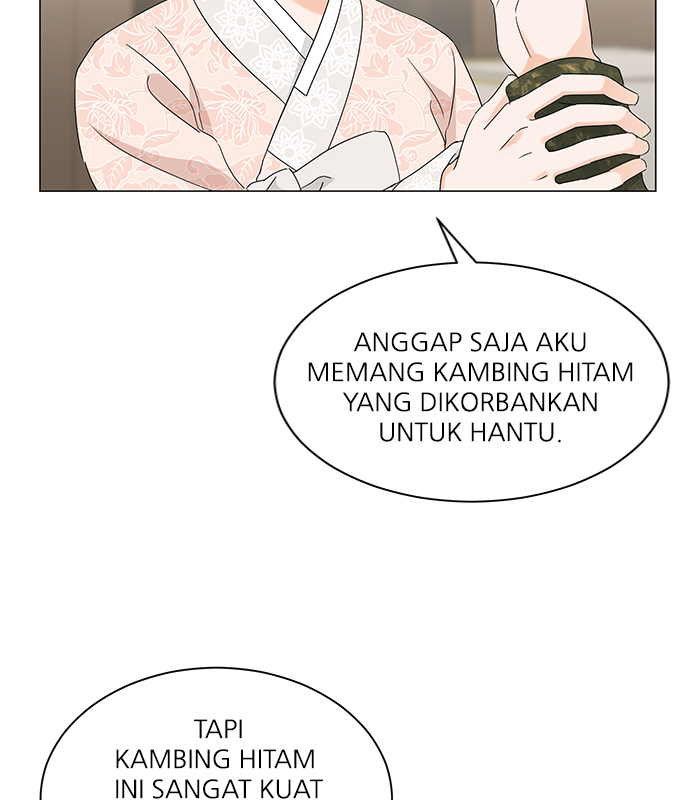 ANGGAP SAJA AKU
MEMANG KAMBING HITAM
YANG DIKORBANKAN
UNTUK HANTU.
TAPI
KAMBING HITAM
INI SANGAT KUAT